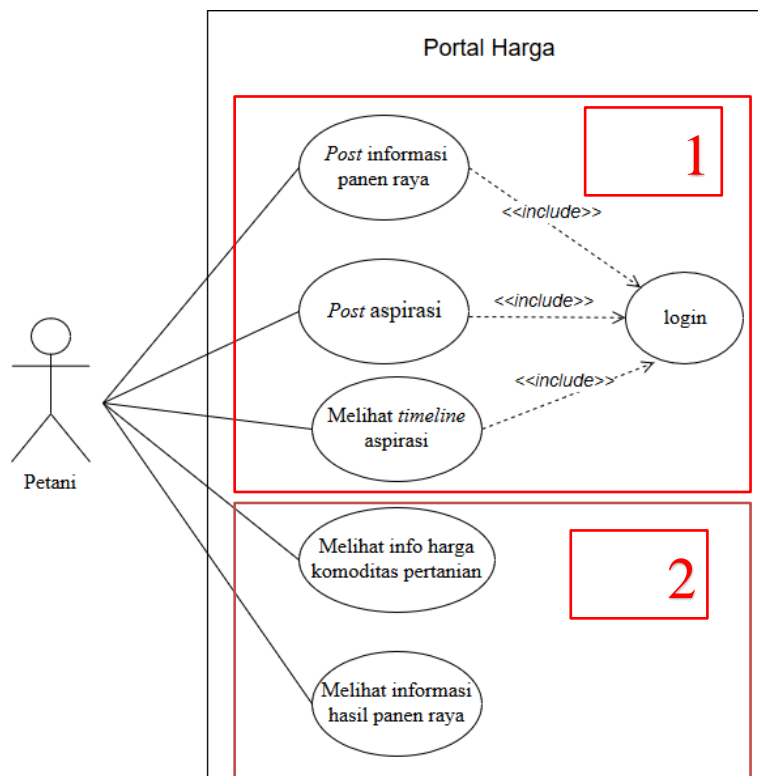 Portal Harga
1
Post informasi
panen raya
<<include>>
Post aspirasi
<<include>>
login
<<include>>
Melihat timeline
aspirasi
Petani
Melihat info harga
komoditas pertanian
2
Melihat informasi
hasil panen raya